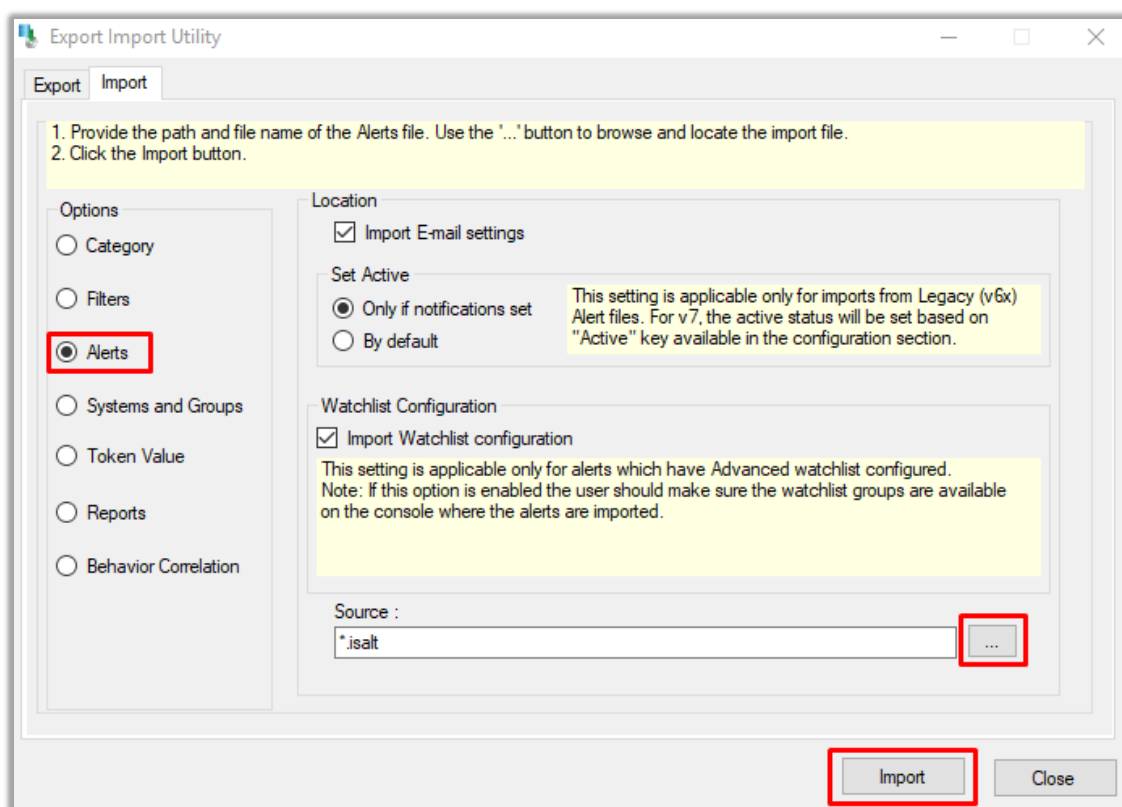 Export Import Utility
Export
Import
1. Provide the path and file name of the Alerts file. Use the '...' button to browse and locate the import file.
2. Click the Import button.
Options
Category
Filters
Alerts
Systems and Groups
Token Value
Reports
Behavior Correlation
Location
Import E-mail settings
Set Active
Only if notifications set
By default
This setting is applicable only for imports from Legacy (v6x)
Alert files. For v7, the active status will be set based on
"Active" key available in the configuration section.
Watchlist Configuration
Import Watchlist configuration
This setting is applicable only for alerts which have Advanced watchlist configured.
Note: If this option is enabled the user should make sure the watchlist groups are available
on the console where the alerts are imported.
Source :
*.isalt
...
Import
Close